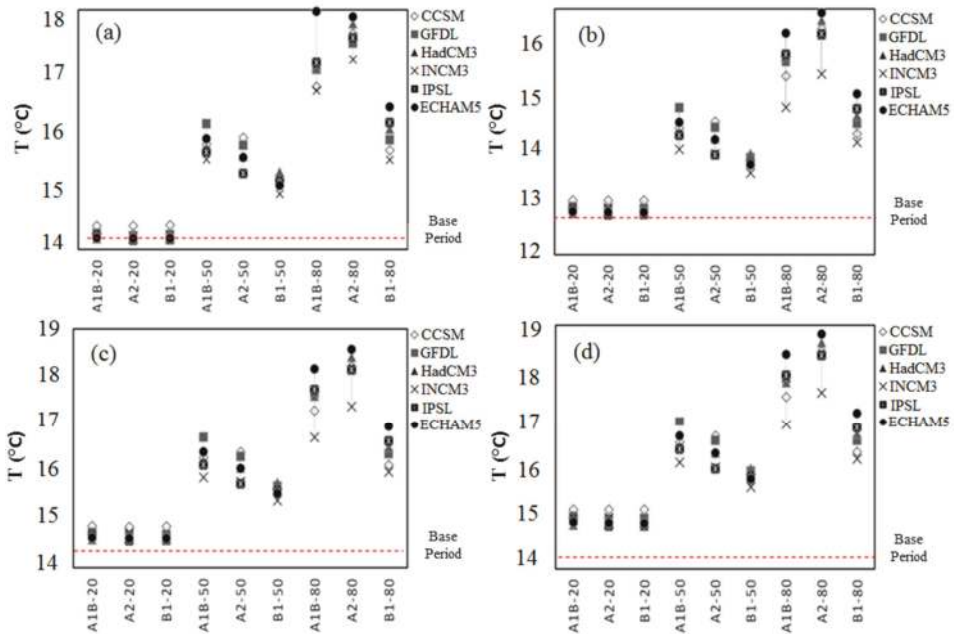 (a)
T (°C)
18
17
16
15
14
CCSM
GFDL
HadCM3
INCM3
IPSL
ECHAM5
Base
Period
A1B-20
A2-20
B1-20
A1B-50
A2-50
B1-50
A1B-80
A2-80
B1-80
(b)
T (°C)
16
15
14
13
12
CCSM
GFDL
HadCM3
INCM3
IPSL
ECHAM5
Base
Period
A1B-20
A2-20
B1-20
A1B-50
A2-50
B1-50
A1B-80
A2-80
B1-80
(c)
T (°C)
19
18
17
16
15
14
CCSM
GFDL
HadCM3
INCM3
IPSL
ECHAM5
Base
Period
A1B-20
A2-20
B1-20
A1B-50
A2-50
B1-50
A1B-80
A2-80
B1-80
(d)
T (°C)
19
18
17
16
15
14
CCSM
GFDL
HadCM3
INCM3
IPSL
ECHAM5
Base
Period
A1B-20
A2-20
B1-20
A1B-50
A2-50
B1-50
A1B-80
A2-80
B1-80